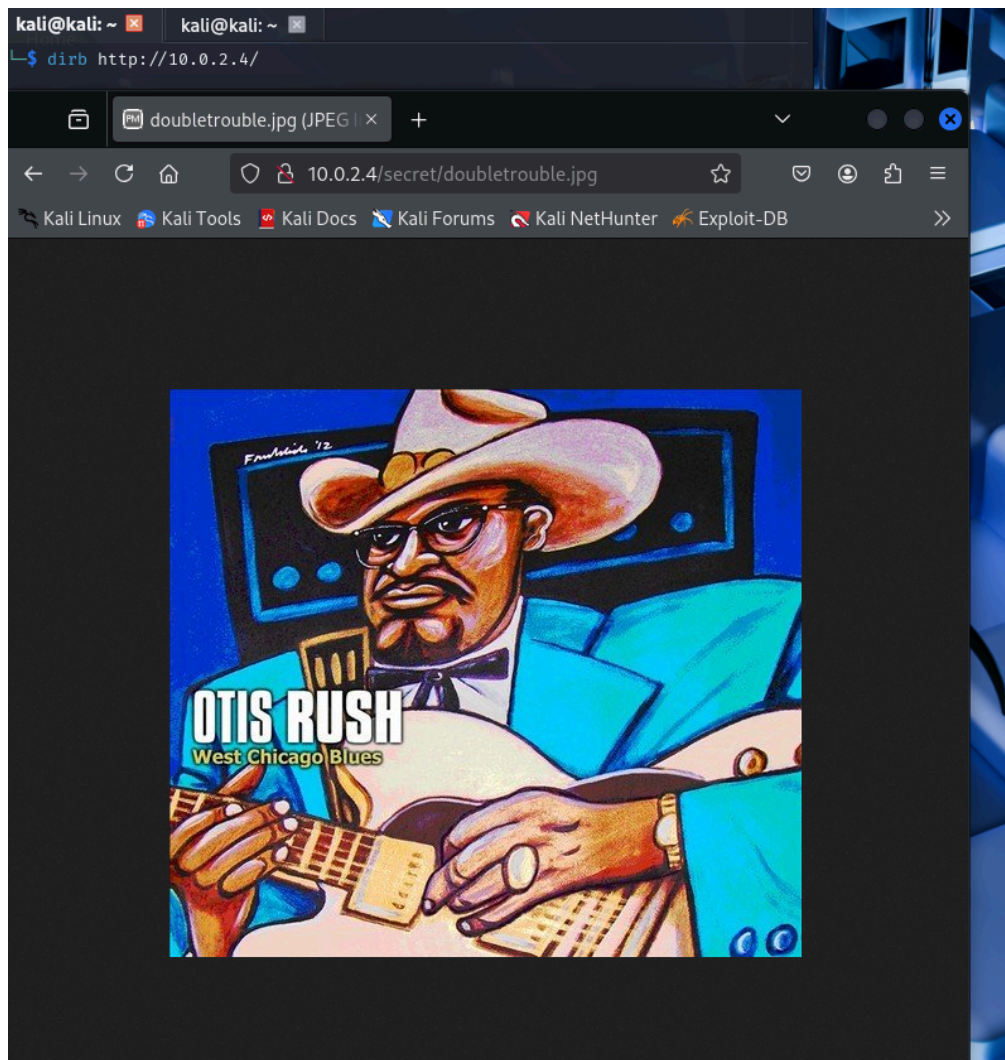 kali@kali: ~
kali@kali: ~
└─$ dirb http://10.0.2.4/
doubletrouble.jpg (JPEG I
10.0.2.4/secret/doubletrouble.jpg
Kali Linux
Kali Tools
Kali Docs
Kali Forums
Kali NetHunter
Exploit-DB
'12
OTIS RUSH
West Chicago Blues